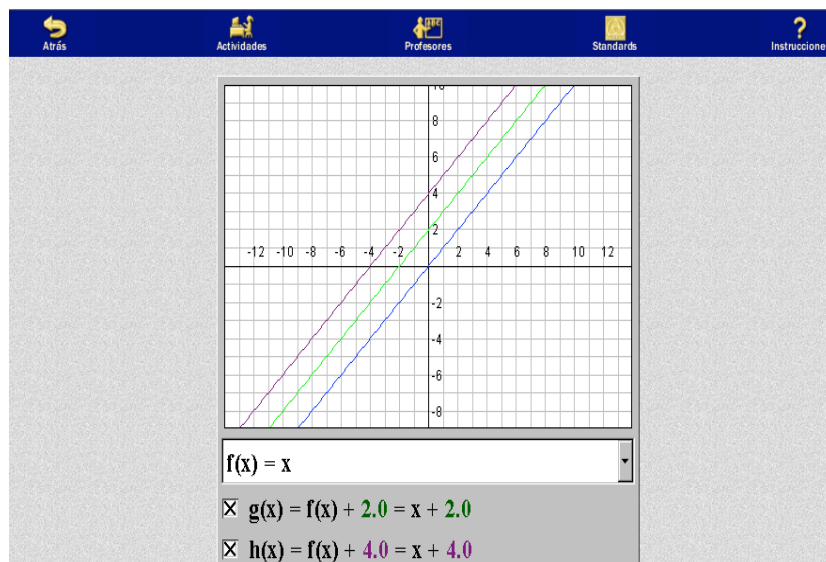 Atrás Actividades Profesores Standards Instruccione
10
8
6
4
2
-12 -10 -8 -6 -4 -2 2 4 6 8 10 12
-2
-4
-6
-8
f(x) = x
X g(x) = f(x) + 2.0 = x + 2.0
X h(x) = f(x) + 4.0 = x + 4.0